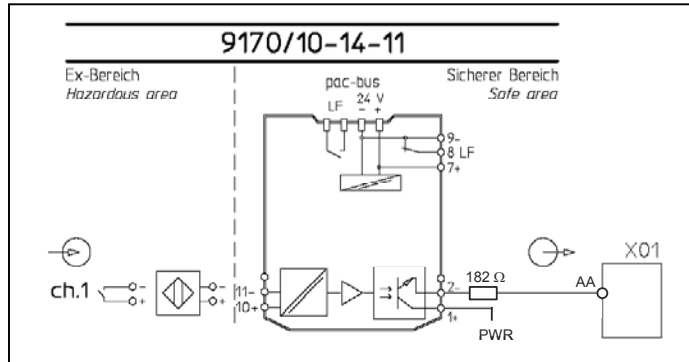 9170/10-14-11
Ex-Bereich
Hazardous area
Sicherer Bereich
Safe area
pac-bus
LF
24 V
- +
9-
8 LF
7+
ch.1
-
+
-
+
11-
10+
2-
1+
182 Ω
PWR
AA
X01